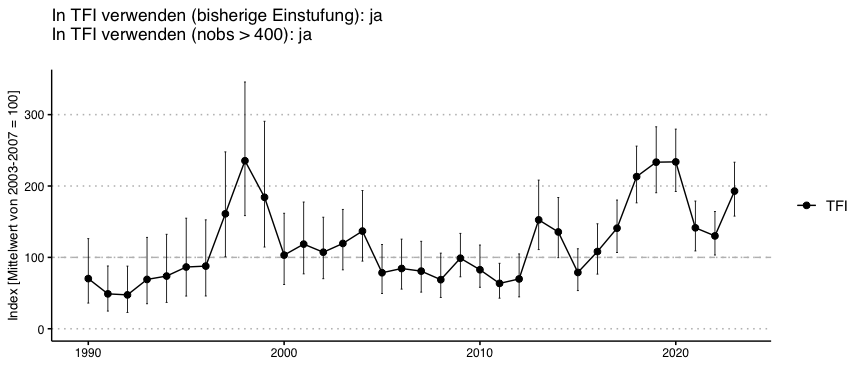 In TFI verwenden (bisherige Einstufung): ja
In TFI verwenden (nobs > 400): ja
Index [Mittelwert von 2003-2007 = 100]
300
200
100
0
1990
2000
2010
2020
TFI